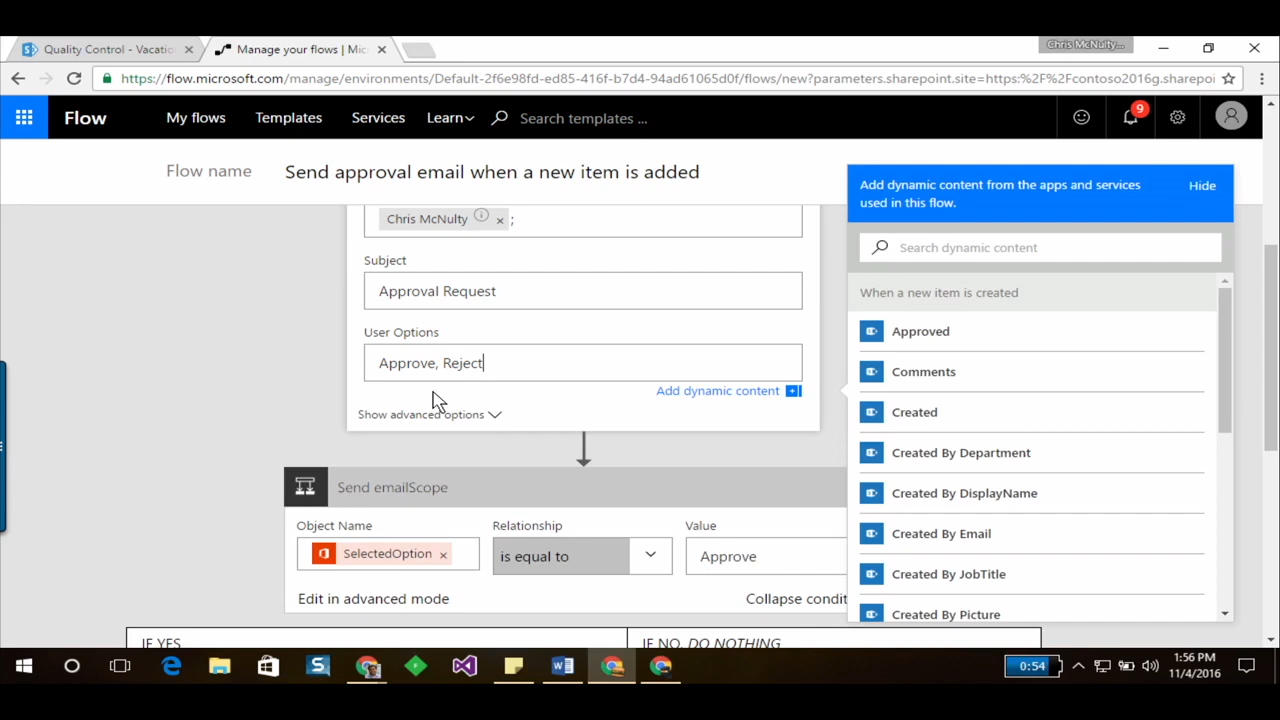 Quality Control - Vacatio
Manage your flows | Mic
Chris McNulty...
https://flow.microsoft.com/manage/environments/Default-2f6e98fd-ed85-416f-b7d4-94ad61065d0f/flows/new?parameters.sharepoint.site=https:%2F%2Fcontoso2016g.sharepoi
Flow
My flows
Templates
Services
Learn
Search templates ...
9
Flow name
Send approval email when a new item is added
Chris McNulty ;
Subject
Approval Request
User Options
Approve, Reject
Add dynamic content
Show advanced options
Send emailScope
Object Name
Relationship
Value
SelectedOption
is equal to
Approve
Edit in advanced mode
Collapse condit
IF YES
IF NO, DO NOTHING
Add dynamic content from the apps and services
used in this flow.
Hide
Search dynamic content
When a new item is created
Approved
Comments
Created
Created By Department
Created By DisplayName
Created By Email
Created By JobTitle
Created By Picture
0:54
1:56 PM
11/4/2016